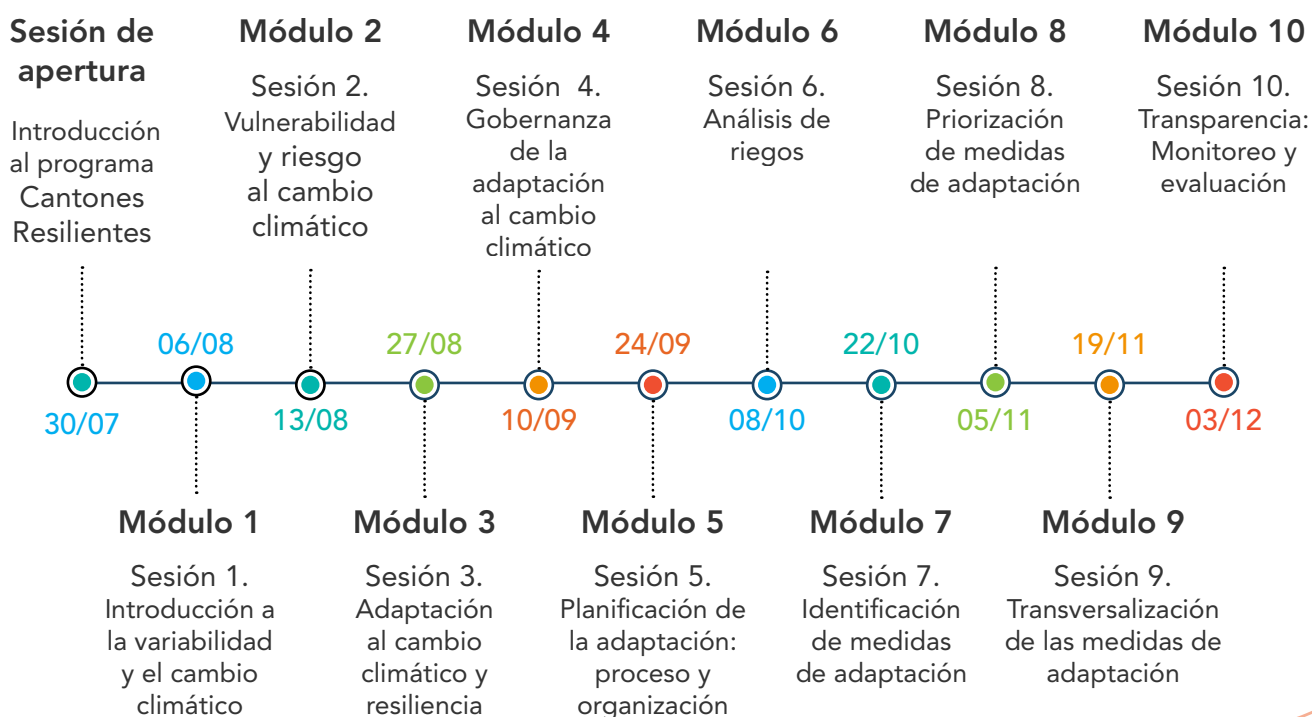 Sesión de
apertura
Introducción
al programa
Cantones
Resilientes
Módulo 2
Sesión 2.
Vulnerabilidad
y riesgo
al cambio
climático
Módulo 4
Sesión  4.
Gobernanza
de la
adaptación
al cambio
climático
Módulo 6
Sesión 6.
Análisis de
riegos
Módulo 8
Sesión 8.
Priorización
de medidas
de adaptación
Módulo 10
Sesión 10.
Transparencia:
Monitoreo y
evaluación
30/07
06/08
13/08
27/08
10/09
24/09
08/10
22/10
05/11
19/11
03/12
Módulo 1
Sesión 1.
Introducción a
la variabilidad
y el cambio
climático
Módulo 3
Sesión 3.
Adaptación
al cambio
climático y
resiliencia
Módulo 5
Sesión 5.
Planificación de
la adaptación:
proceso y
organización
Módulo 7
Sesión 7.
Identificación
de medidas
de adaptación
Módulo 9
Sesión 9.
Transversalización
de las medidas de
adaptación